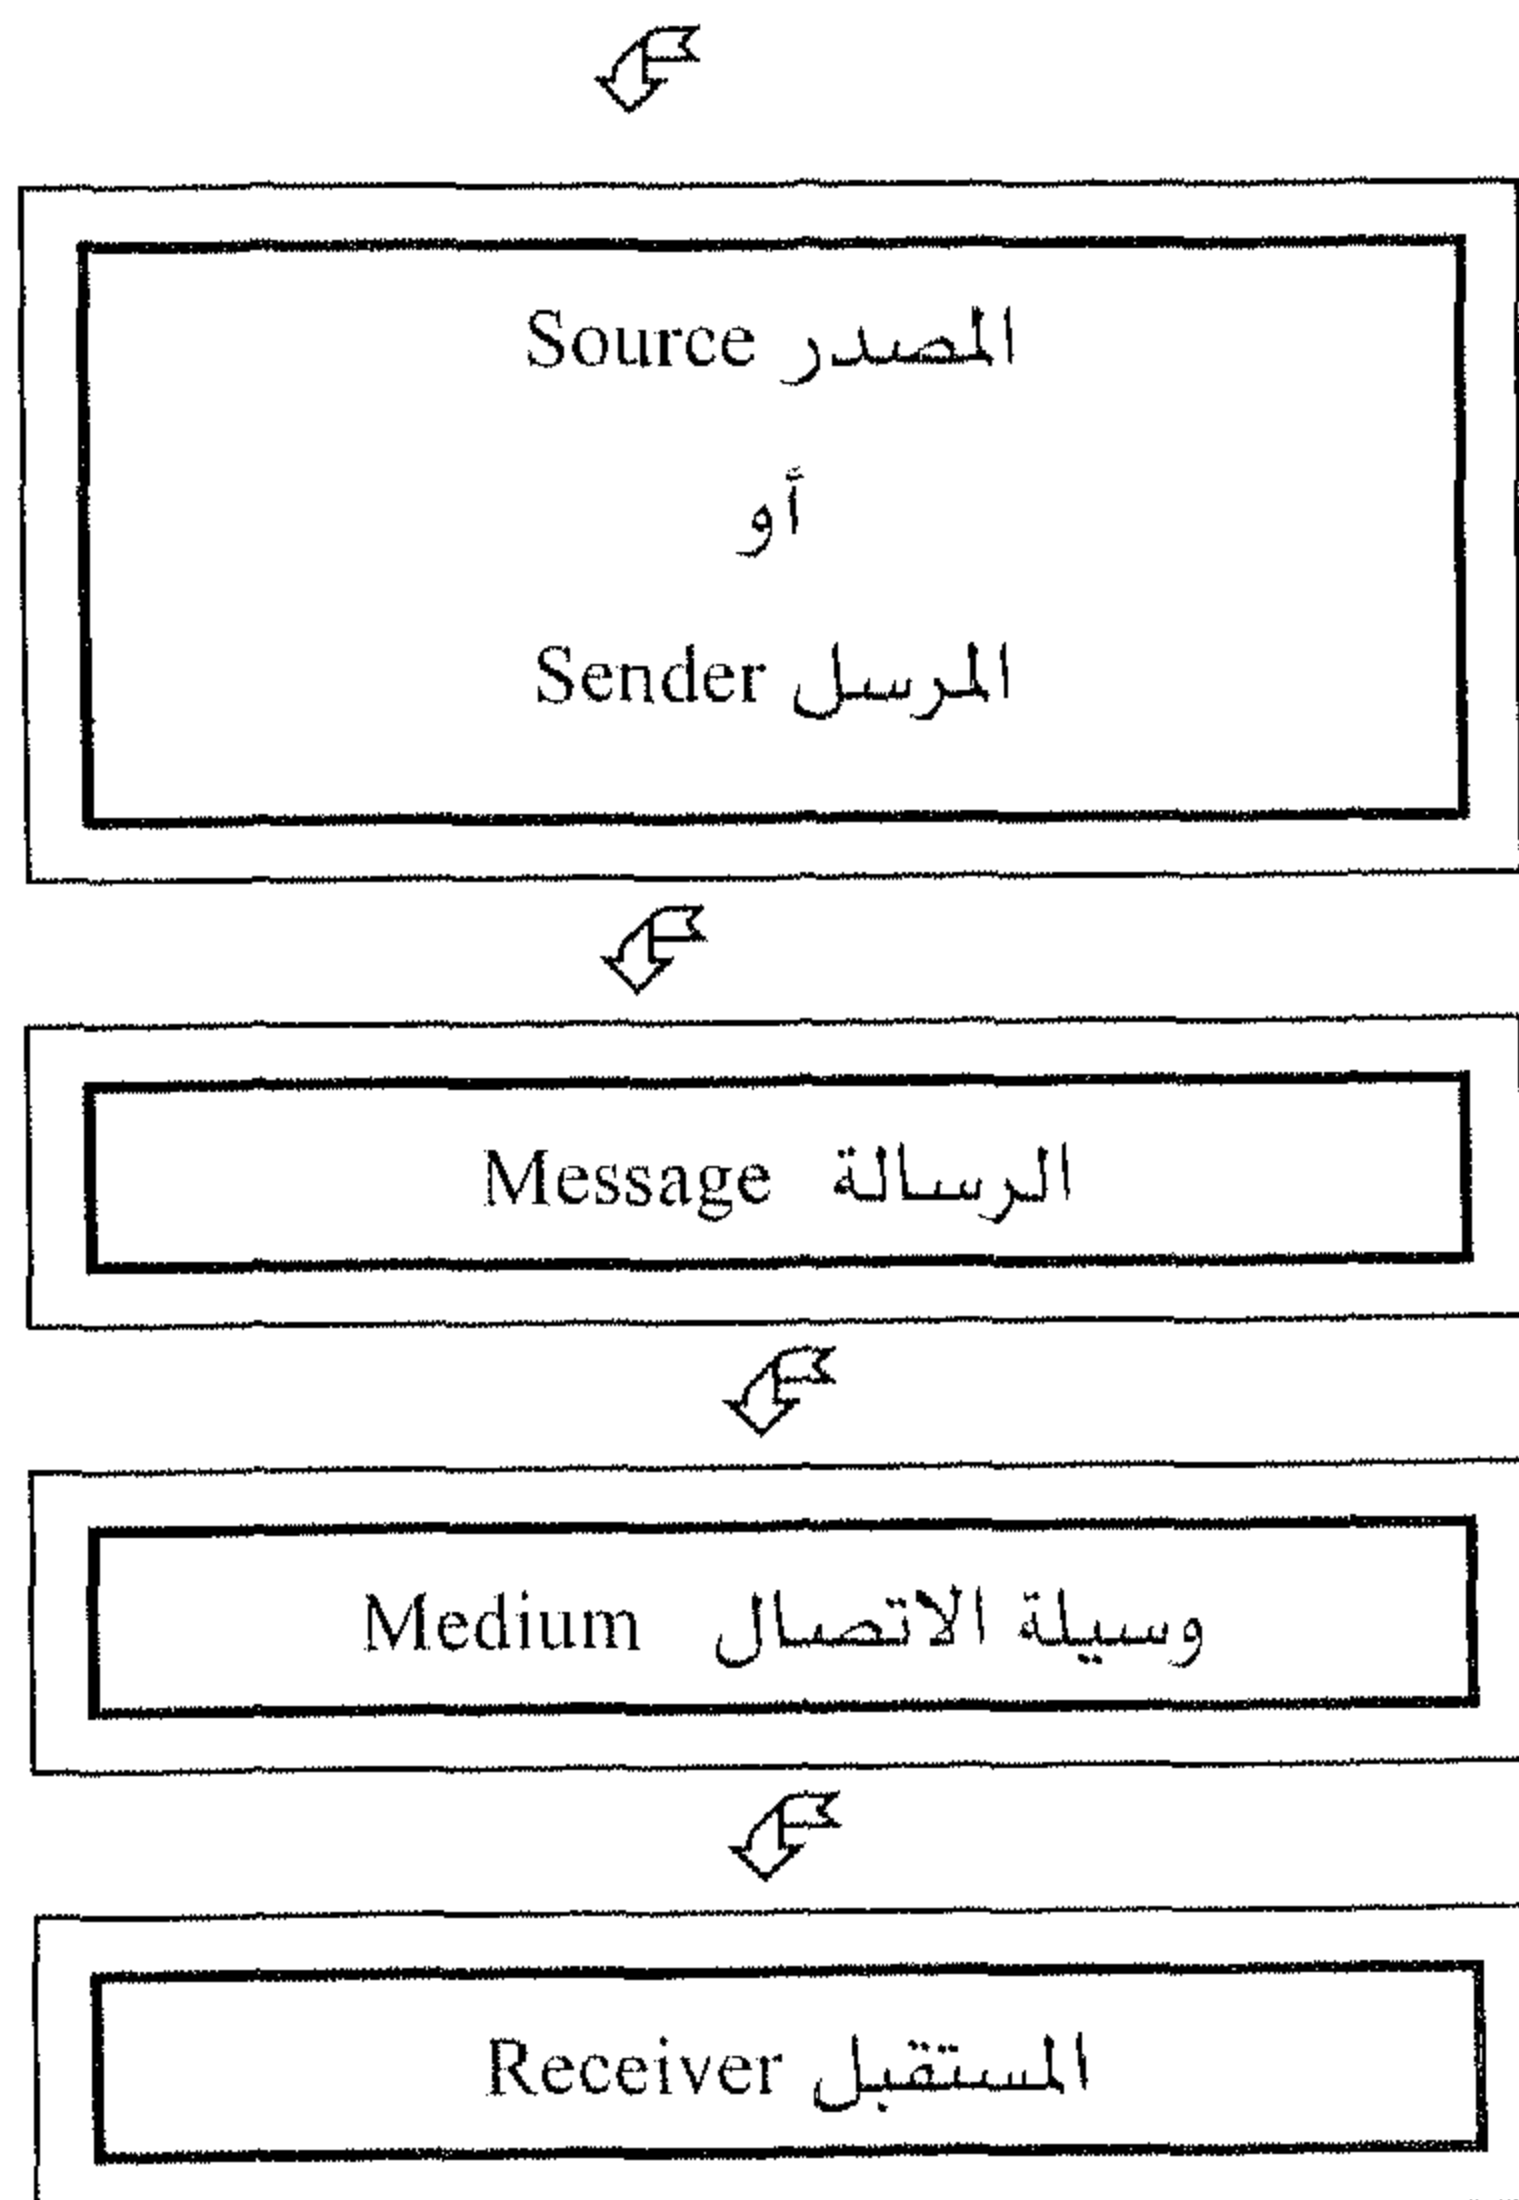 المصدر Source
أو
المرسل Sender
الرسالة Message
وسيلة الاتصال Medium
المستقبل Receiver